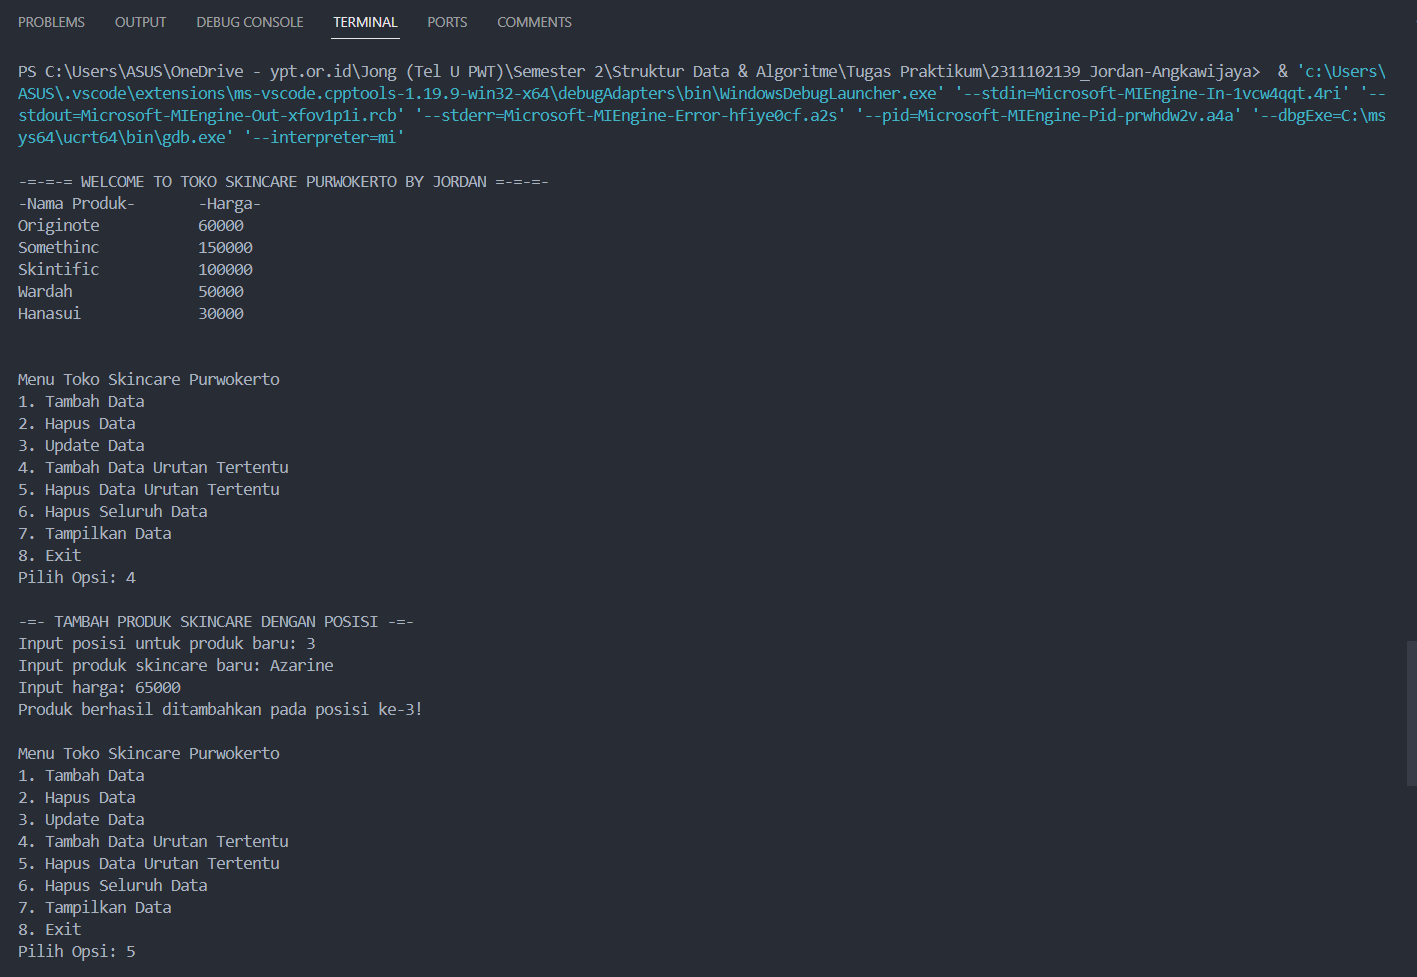 PROBLEMS OUTPUT DEBUG CONSOLE TERMINAL PORTS COMMENTS
PS C:\Users\ASUS\OneDrive - ypt.or.id\Jong (Tel U PWT)\Semester 2\Struktur Data & Algoritme\Tugas Praktikum\2311102139_Jordan-Angkawijaya>  & 'c:\Users\
ASUS\.vscode\extensions\ms-vscode.cpptools-1.19.9-win32-x64\debugAdapters\bin\WindowsDebugLauncher.exe' '--stdin=Microsoft-MIEngine-In-1vcw4qqt.4ri' '--
stdout=Microsoft-MIEngine-Out-xfov1p1i.rcb' '--stderr=Microsoft-MIEngine-Error-hfiye0cf.a2s' '--pid=Microsoft-MIEngine-Pid-prwhdw2v.a4a' '--dbgExe=C:\ms
ys64\ucrt64\bin\gdb.exe' '--interpreter=mi'
-=-=-= WELCOME TO TOKO SKINCARE PURWOKERTO BY JORDAN =-=-=-
-Nama Produk- -Harga-
Originote 60000
Somethinc 150000
Skintific 100000
Wardah 50000
Hanasui 30000
Menu Toko Skincare Purwokerto
1. Tambah Data
2. Hapus Data
3. Update Data
4. Tambah Data Urutan Tertentu
5. Hapus Data Urutan Tertentu
6. Hapus Seluruh Data
7. Tampilkan Data
8. Exit
Pilih Opsi: 4
-=- TAMBAH PRODUK SKINCARE DENGAN POSISI -=-
Input posisi untuk produk baru: 3
Input produk skincare baru: Azarine
Input harga: 65000
Produk berhasil ditambahkan pada posisi ke-3!
Menu Toko Skincare Purwokerto
1. Tambah Data
2. Hapus Data
3. Update Data
4. Tambah Data Urutan Tertentu
5. Hapus Data Urutan Tertentu
6. Hapus Seluruh Data
7. Tampilkan Data
8. Exit
Pilih Opsi: 5